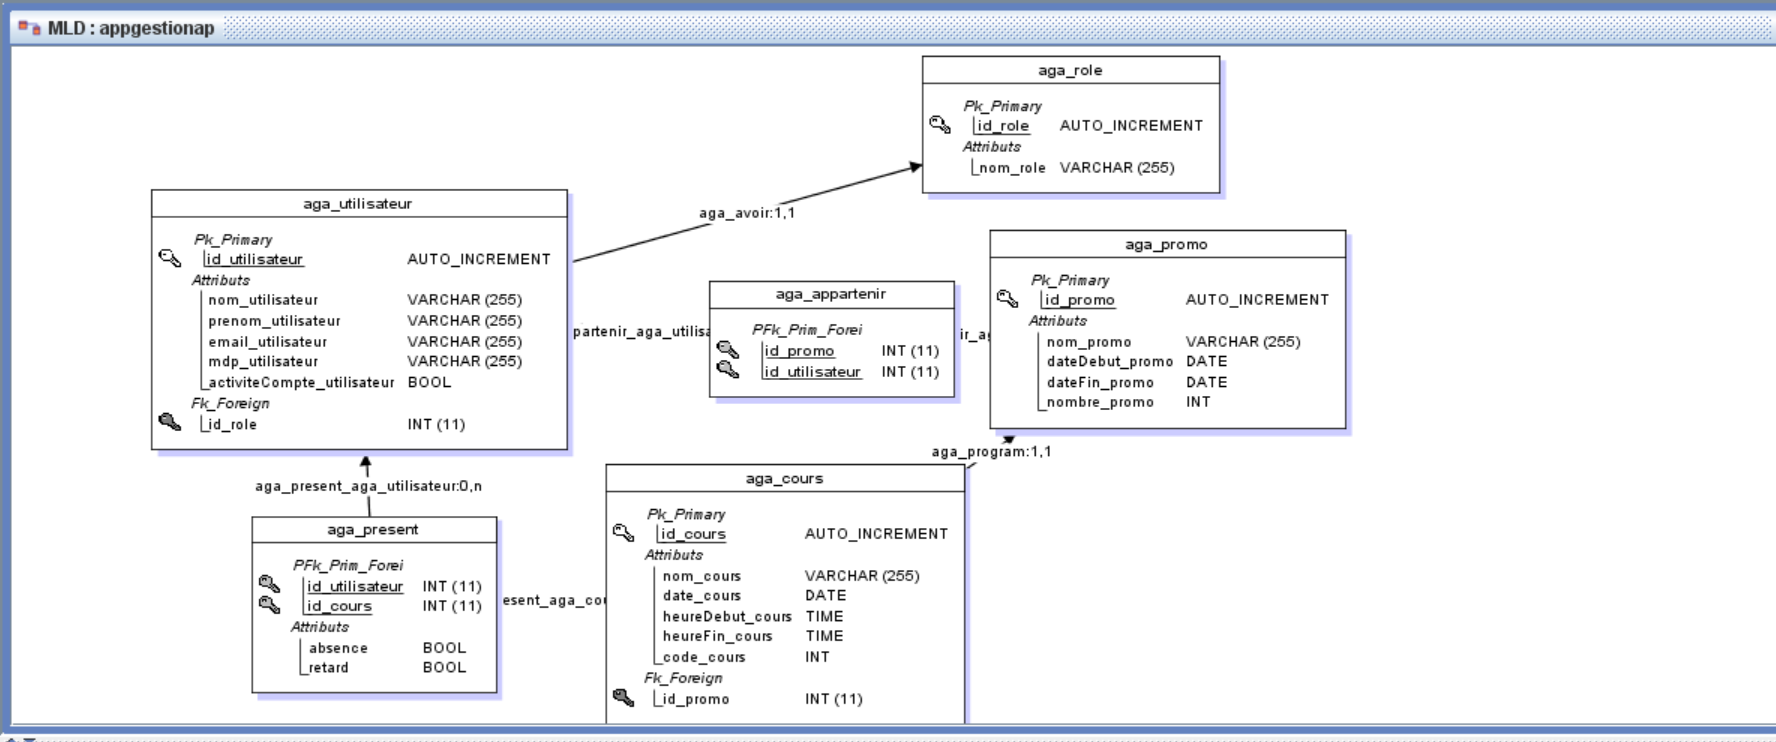 MLD : appgestionap
aga_role
Pk_Primary
id_role AUTO_INCREMENT
Attributs
nom_role VARCHAR (255)
aga_avoir:1,1
aga_utilisateur
Pk_Primary
id_utilisateur AUTO_INCREMENT
Attributs
nom_utilisateur VARCHAR (255)
prenom_utilisateur VARCHAR (255)
email_utilisateur VARCHAR (255)
mdp_utilisateur VARCHAR (255)
activiteCompte_utilisateur BOOL
Fk_Foreign
id_role INT (11)
partenir_aga_utilisa
aga_appartenir
PFk_Prim_Forei
id_promo INT (11)
id_utilisateur INT (11)
ir_ag
aga_promo
Pk_Primary
id_promo AUTO_INCREMENT
Attributs
nom_promo VARCHAR (255)
dateDebut_promo DATE
dateFin_promo DATE
nombre_promo INT
aga_program:1,1
aga_present_aga_utilisateur:0,n
aga_present
PFk_Prim_Forei
id_utilisateur INT (11)
id_cours INT (11)
Attributs
absence BOOL
retard BOOL
esent_aga_cou
aga_cours
Pk_Primary
id_cours AUTO_INCREMENT
Attributs
nom_cours VARCHAR (255)
date_cours DATE
heureDebut_cours TIME
heureFin_cours TIME
code_cours INT
Fk_Foreign
id_promo INT (11)